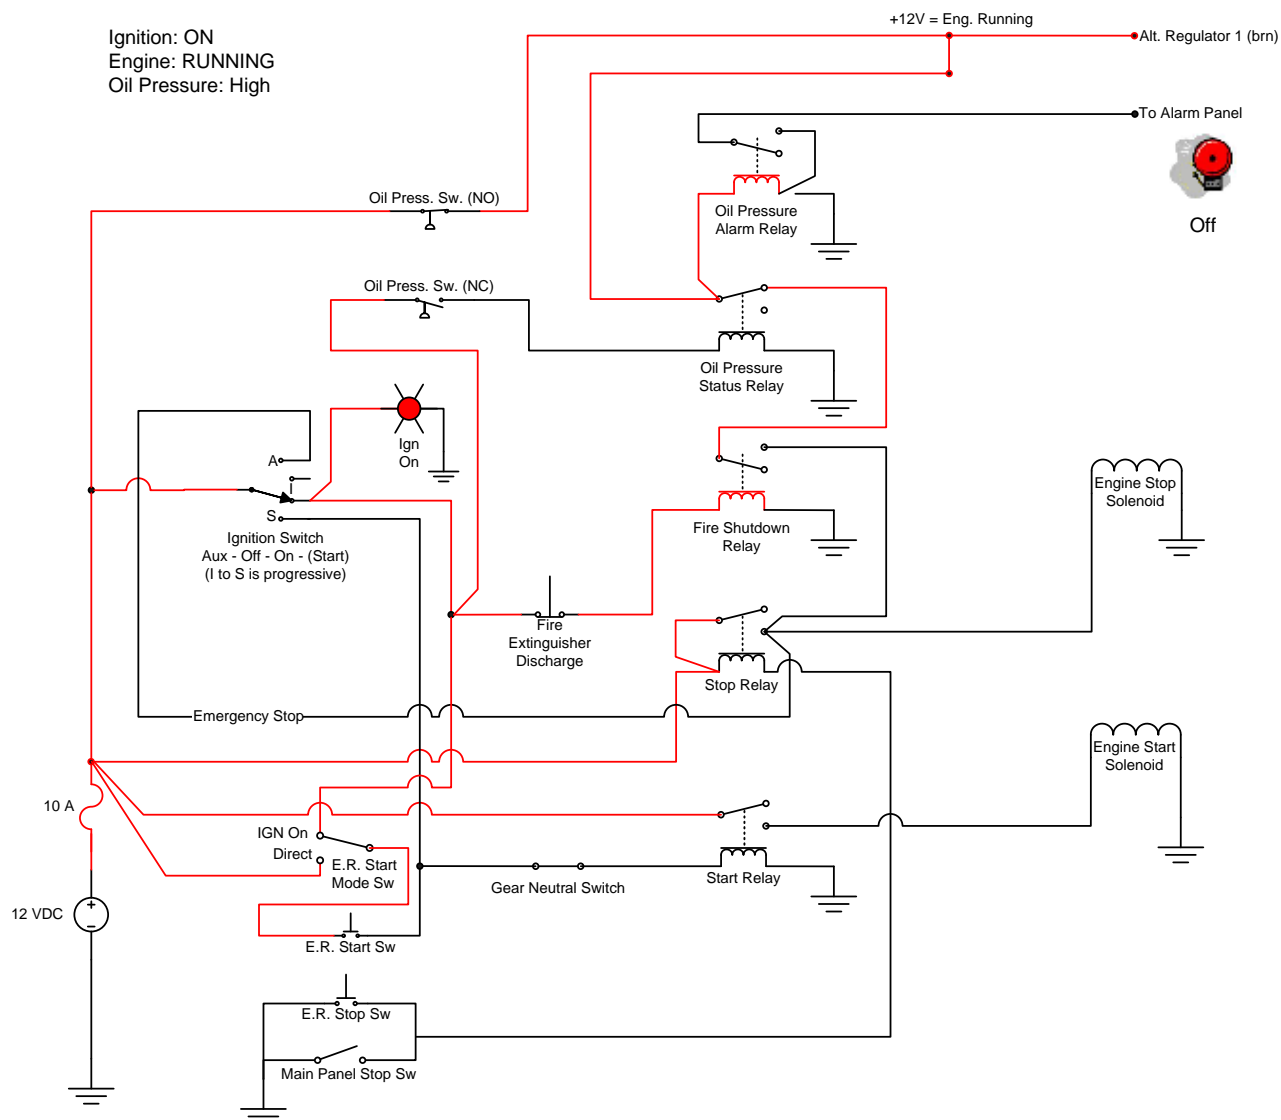 +12V = Eng. Running
Ignition: ON
Engine: RUNNING
Oil Pressure: High
Alt. Regulator 1 (brn)
To Alarm Panel
Off
Oil Press. Sw. (NO)
Oil Pressure
Alarm Relay
Oil Press. Sw. (NC)
Oil Pressure
Status Relay
Ign
On
A
I
S
Ignition Switch
Aux - Off - On - (Start)
(I to S is progressive)
Engine Stop
Solenoid
Fire Shutdown
Relay
Fire
Extinguisher
Discharge
Stop Relay
Emergency Stop
Engine Start
Solenoid
10 A
IGN On
Direct
E.R. Start
Mode Sw
Gear Neutral Switch
Start Relay
12 VDC
+
−
E.R. Start Sw
E.R. Stop Sw
Main Panel Stop Sw